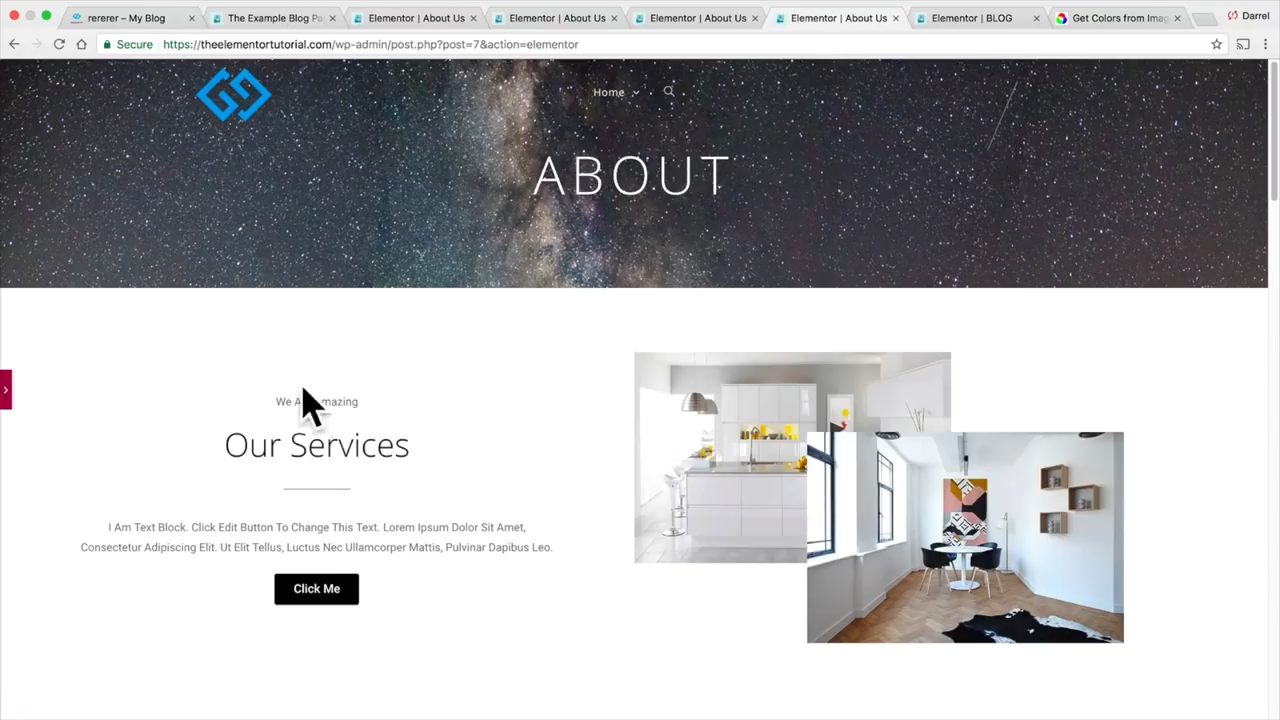 rerer – My Blog
The Example Blog Pa
Elementor | About Us
Elementor | About Us
Elementor | About Us
Elementor | About Us
Elementor | BLOG
Get Colors from Imag
Darrel
Secure
https://theelementortutorial.com/wp-admin/post.php?post=7&action=elementor
Home
ABOUT
We A mazing
Our Services
I Am Text Block. Click Edit Button To Change This Text. Lorem Ipsum Dolor Sit Amet,
Consectetur Adipiscing Elit. Ut Elit Tellus, Luctus Nec Ullamcorper Mattis, Pulvinar Dapibus Leo.
Click Me